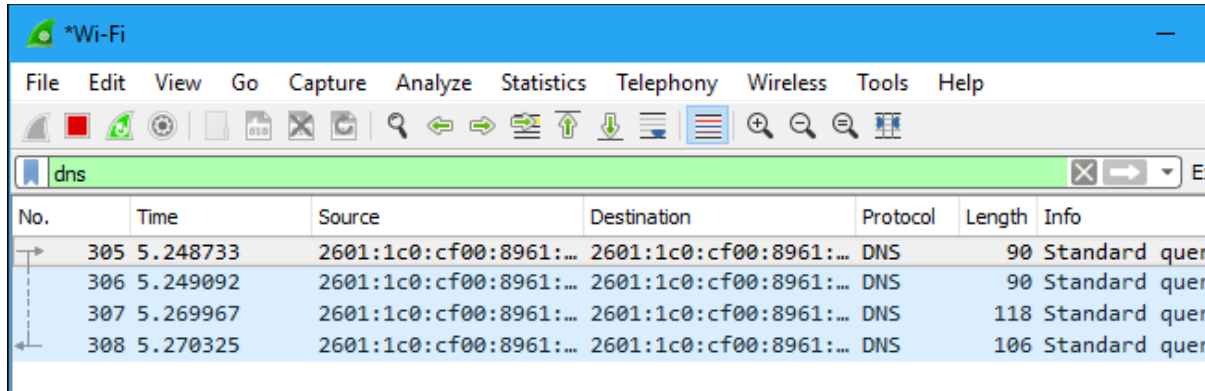 *Wi-Fi
File Edit View Go Capture Analyze Statistics Telephony Wireless Tools Help
dns
No. Time Source Destination Protocol Length Info
305 5.248733 2601:1c0:cf00:8961:… 2601:1c0:cf00:8961:… DNS 90 Standard quer
306 5.249092 2601:1c0:cf00:8961:… 2601:1c0:cf00:8961:… DNS 90 Standard quer
307 5.269967 2601:1c0:cf00:8961:… 2601:1c0:cf00:8961:… DNS 118 Standard quer
308 5.270325 2601:1c0:cf00:8961:… 2601:1c0:cf00:8961:… DNS 106 Standard quer